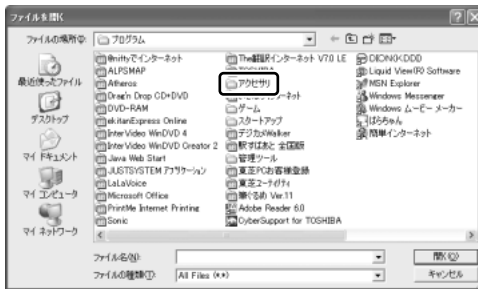 ファイルを開く
ファイルの場所(I): プログラム
最近使ったファイル
デスクトップ
マイ ドキュメント
マイ コンピュータ
マイ ネットワーク
@niftyでインターネット
ALPSMAP
Atheros
Drag'n Drop CD+DVD
DVD-RAM
ekitanExpress Online
InterVideo WinDVD 4
InterVideo WinDVD Creator 2
Java Web Start
JUSTSYSTEM アプリケーション
LaLaVoice
Microsoft Office
PrintMe Internet Printing
Sonic
The翻訳インターネット V7.0 LE
アクセサリ
ゲーム
スタートアップ
デジカメWalker
駅すぱあと 全国版
管理ツール
東芝PCお客様登録
東芝ユーティリティ
筆ぐるめ Ver.11
Adobe Reader 6.0
CyberSupport for TOSHIBA
DION小DDD
Liquid View(R) Software
MSN Explorer
Windows Messenger
Windows ムービー メーカー
ぱらちゃん
簡単インターネット
ファイル名(N):
開く(O)
ファイルの種類(T): All Files (*.*)
キャンセル